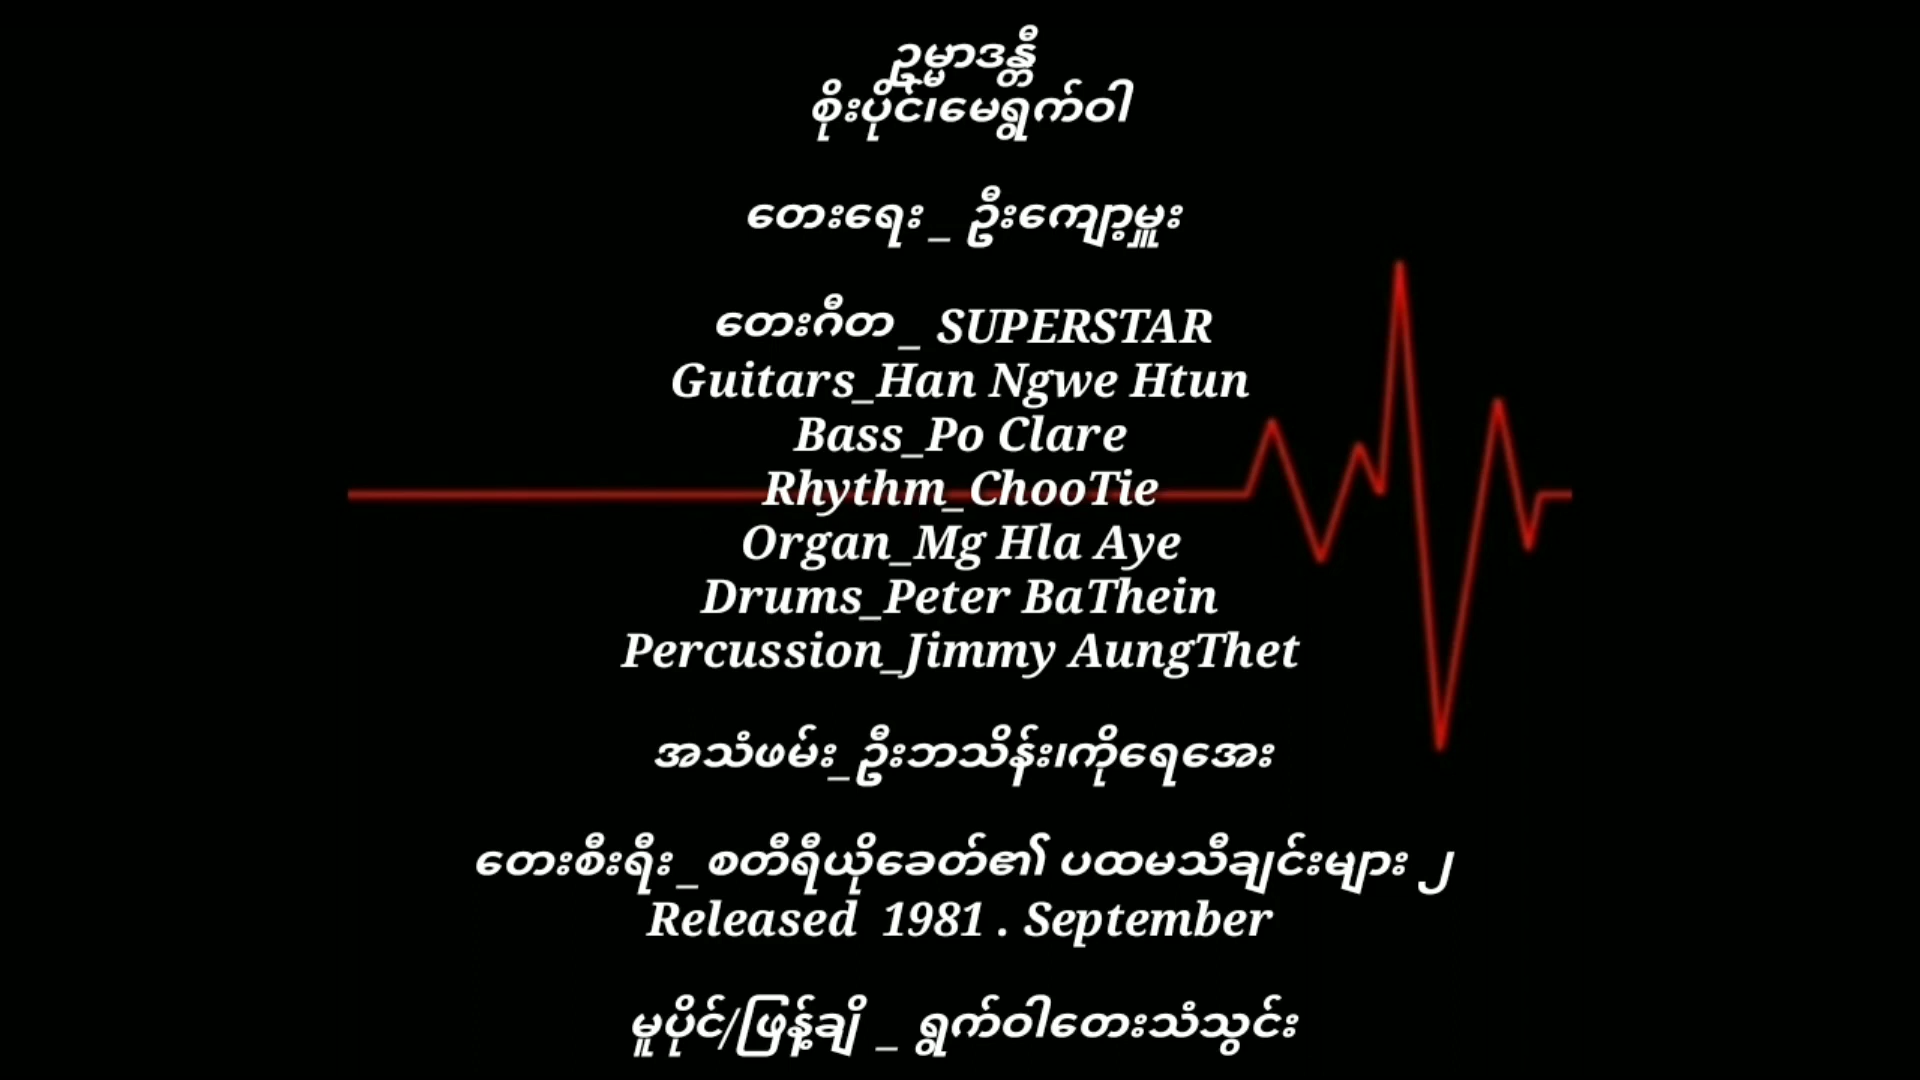 ဥမ္မာဒန္တီ
စိုးပိုင်၊မေရွက်ဝါ
တေးရေး_ ဦးကျော့မှူး
တေးဂီတ_ SUPERSTAR
Guitars_Han Ngwe Htun
Bass_Po Clare
Rhythm_ChooTie
Organ_Mg Hla Aye
Drums_Peter BaThein
Percussion_Jimmy AungThet
အသံဖမ်း_ဦးဘသိန်း၊ကိုရေအေး
တေးစီးရီး_စတီရီယိုခေတ်၏ ပထမသီချင်းများ ၂
Released 1981 . September
မူပိုင်/ဖြန့်ချိ _ ရွက်ဝါတေးသံသွင်း